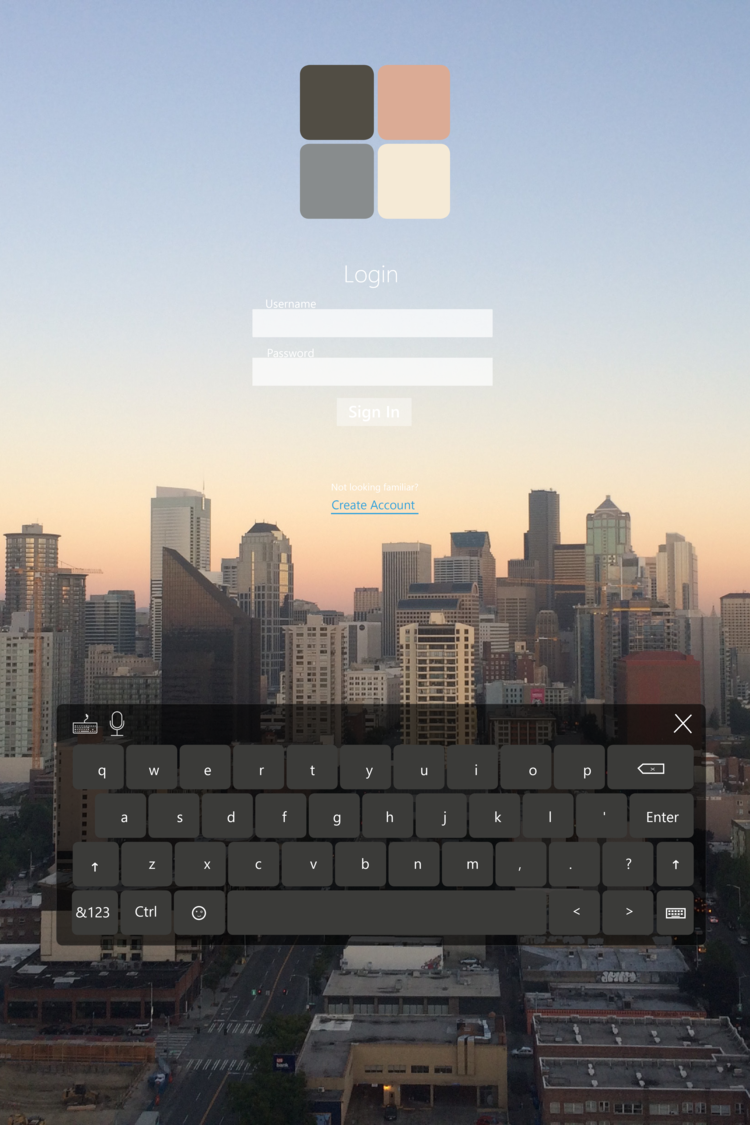 Login
Username
Password
Sign In
Not looking familiar?
Create Account
q w e r t y u i o p
a s d f g h j k l ' Enter
↑ z x c v b n m , . ? ↑
&123 Ctrl < >